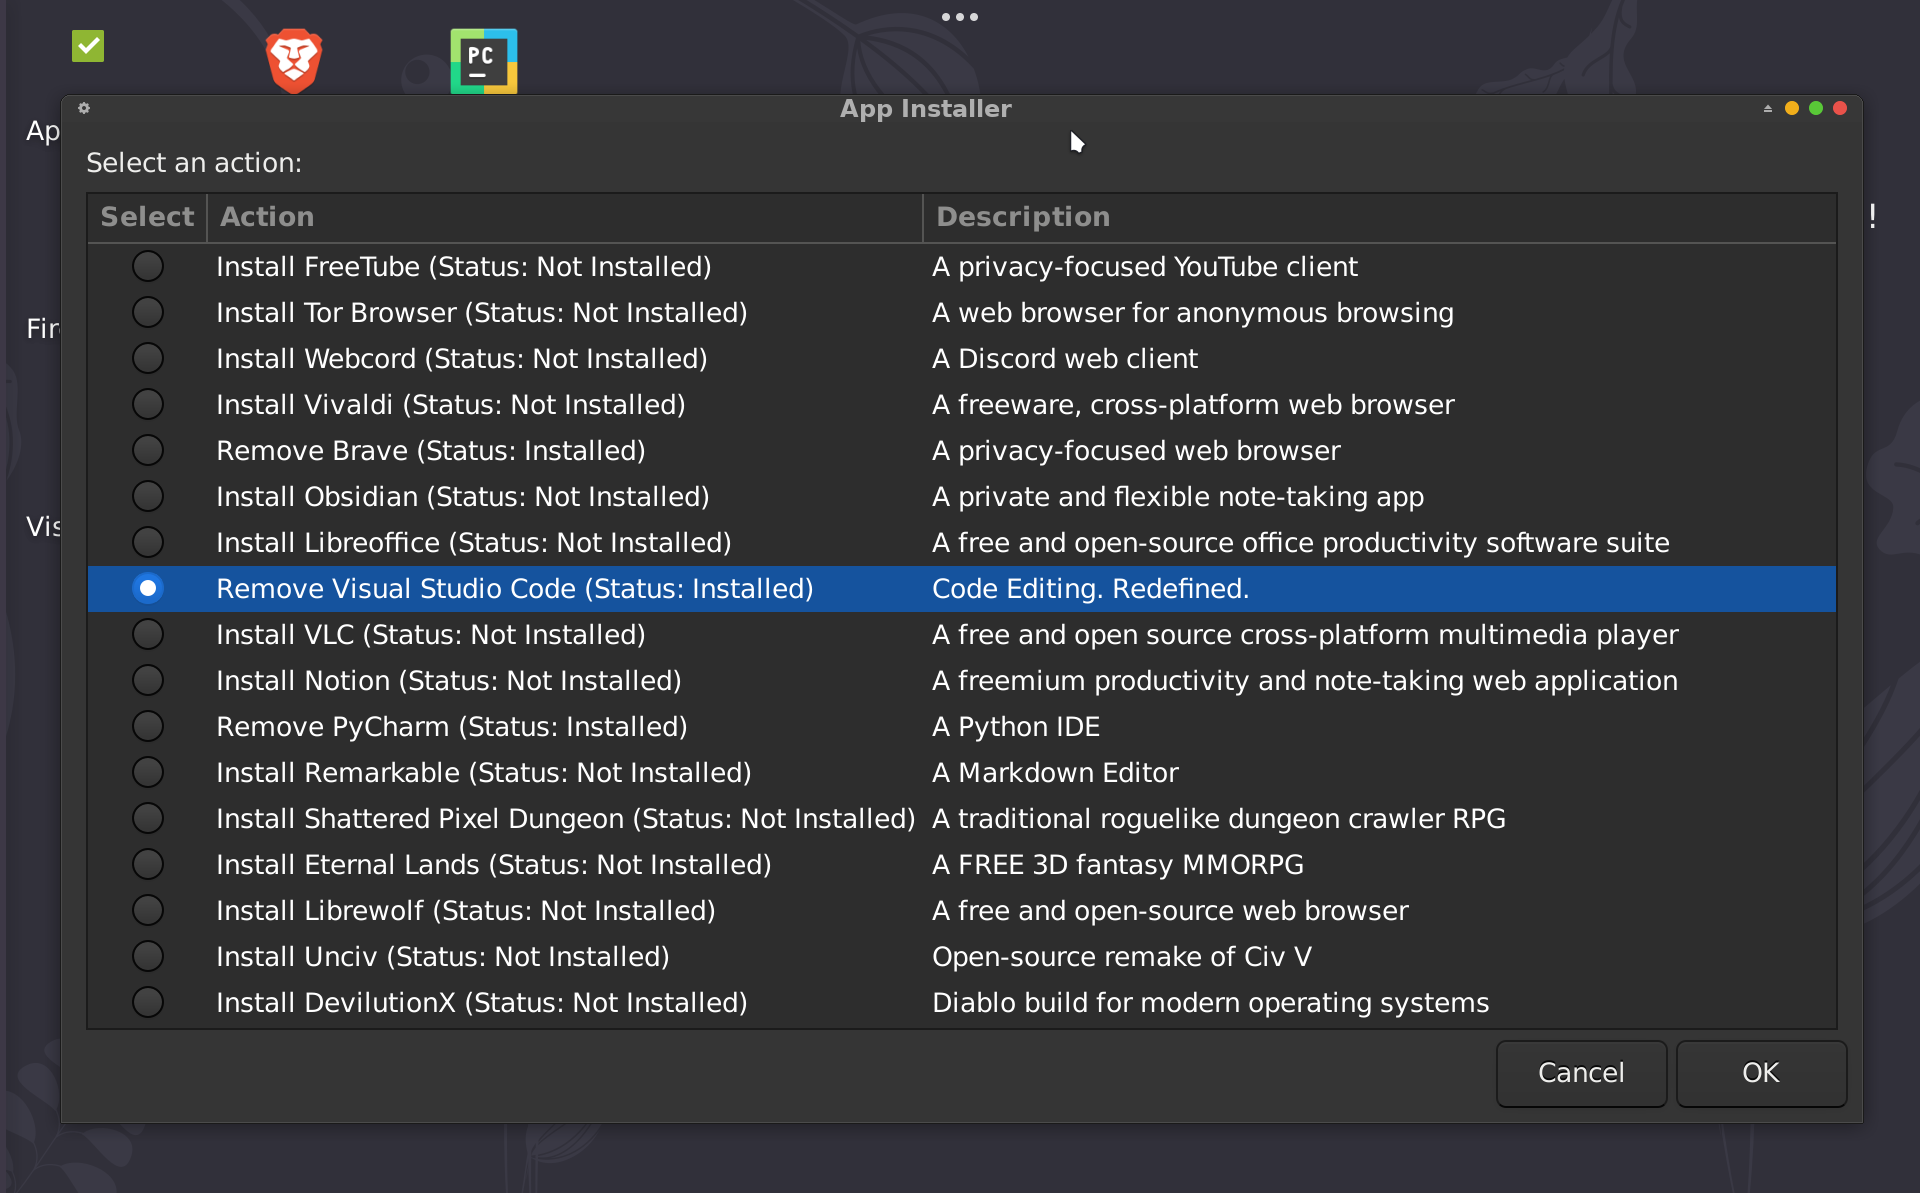 PC
App Installer
Ap
Select an action:
Select Action Description
!
Install FreeTube (Status: Not Installed) A privacy-focused YouTube client
Install Tor Browser (Status: Not Installed) A web browser for anonymous browsing
Install Webcord (Status: Not Installed) A Discord web client
Install Vivaldi (Status: Not Installed) A freeware, cross-platform web browser
Remove Brave (Status: Installed) A privacy-focused web browser
Install Obsidian (Status: Not Installed) A private and flexible note-taking app
Install Libreoffice (Status: Not Installed) A free and open-source office productivity software suite
Remove Visual Studio Code (Status: Installed) Code Editing. Redefined.
Install VLC (Status: Not Installed) A free and open source cross-platform multimedia player
Install Notion (Status: Not Installed) A freemium productivity and note-taking web application
Remove PyCharm (Status: Installed) A Python IDE
Install Remarkable (Status: Not Installed) A Markdown Editor
Install Shattered Pixel Dungeon (Status: Not Installed) A traditional roguelike dungeon crawler RPG
Install Eternal Lands (Status: Not Installed) A FREE 3D fantasy MMORPG
Install Librewolf (Status: Not Installed) A free and open-source web browser
Install Unciv (Status: Not Installed) Open-source remake of Civ V
Install DevilutionX (Status: Not Installed) Diablo build for modern operating systems
Cancel OK